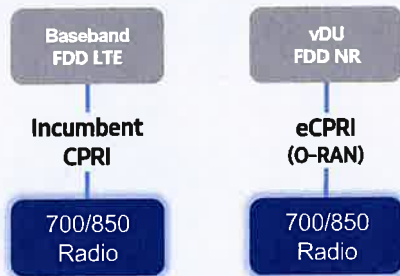 Baseband
FDD LTE
Incumbent
CPRI
700/850
Radio
vDU
FDD NR
eCPRI
(O-RAN)
700/850
Radio